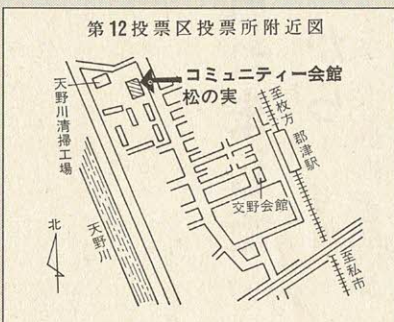 第12投票区投票所附近図
コミュニティー会館
松の実
天野川清掃工場
至枚方
郡津駅
交野会館
天野川
北
至私市